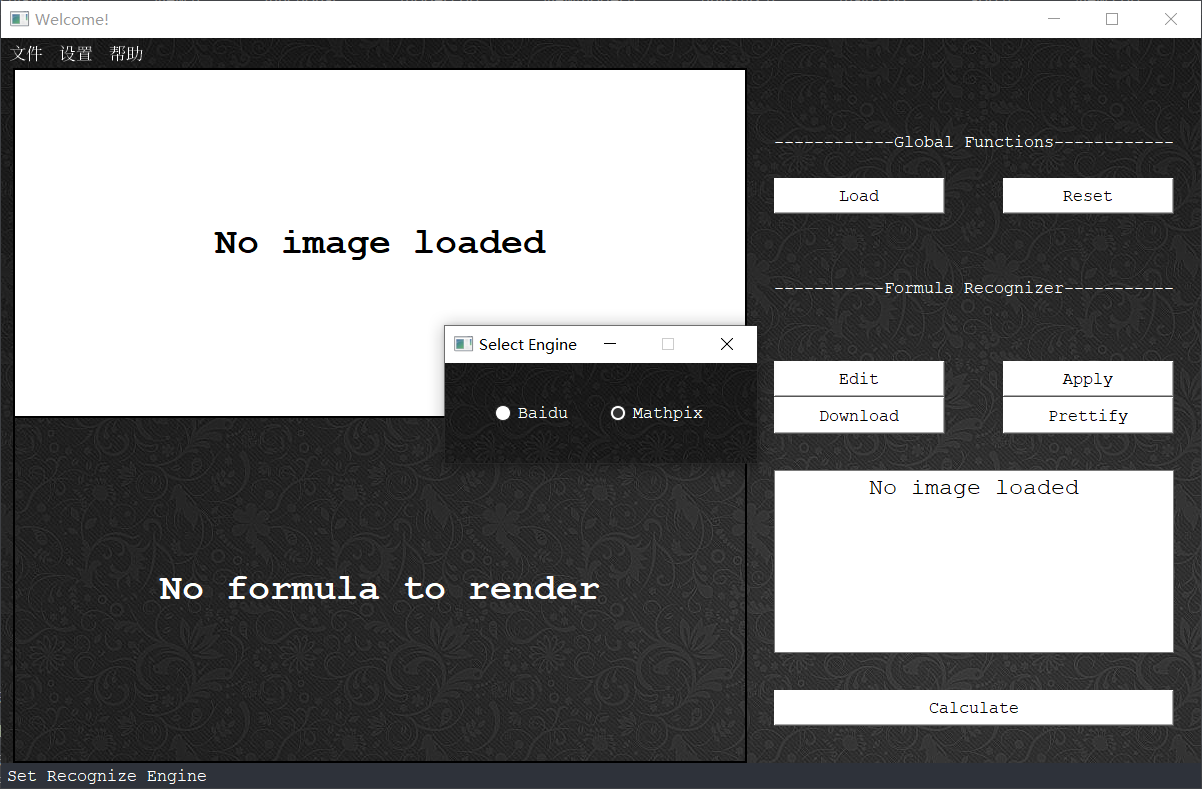 Welcome!
文件 设置 帮助
No image loaded
No formula to render
Select Engine
Baidu Mathpix
------------Global Functions------------
Load Reset
-----------Formula Recognizer-----------
Edit Apply
Download Prettify
No image loaded
Calculate
Set Recognize Engine